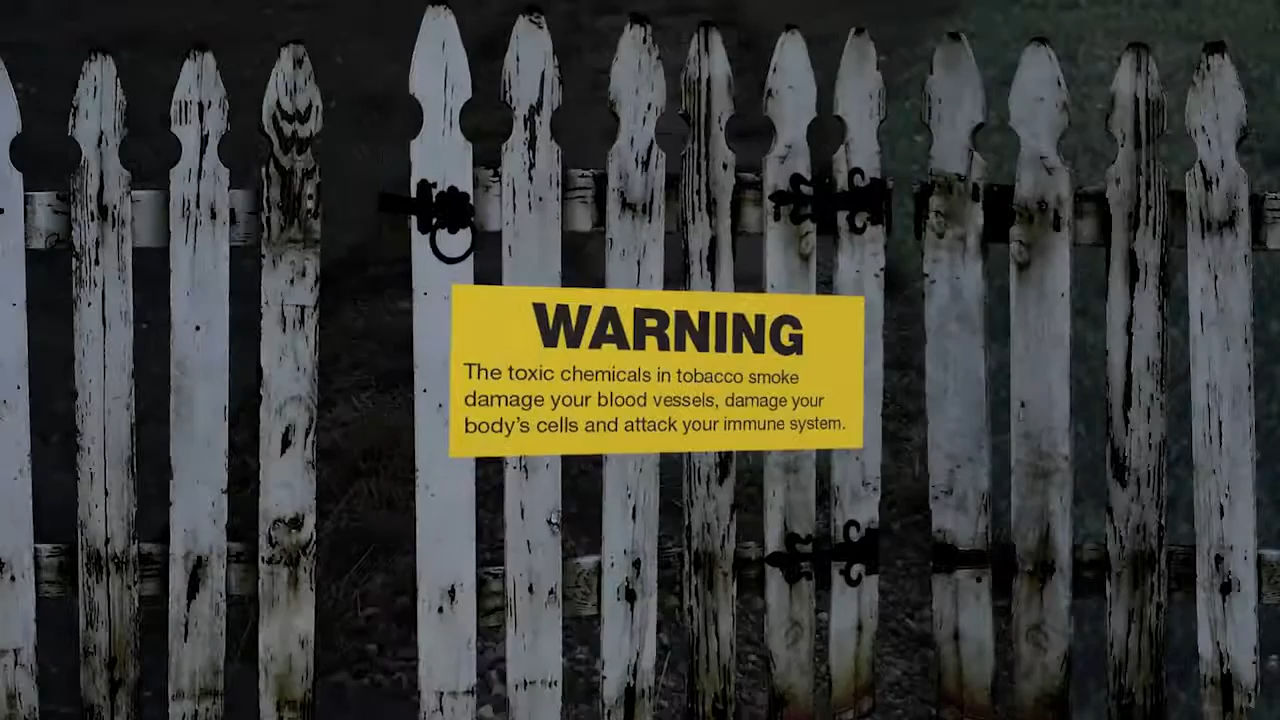 WARNING
The toxic chemicals in tobacco smoke
damage your blood vessels, damage your
body's cells and attack your immune system.